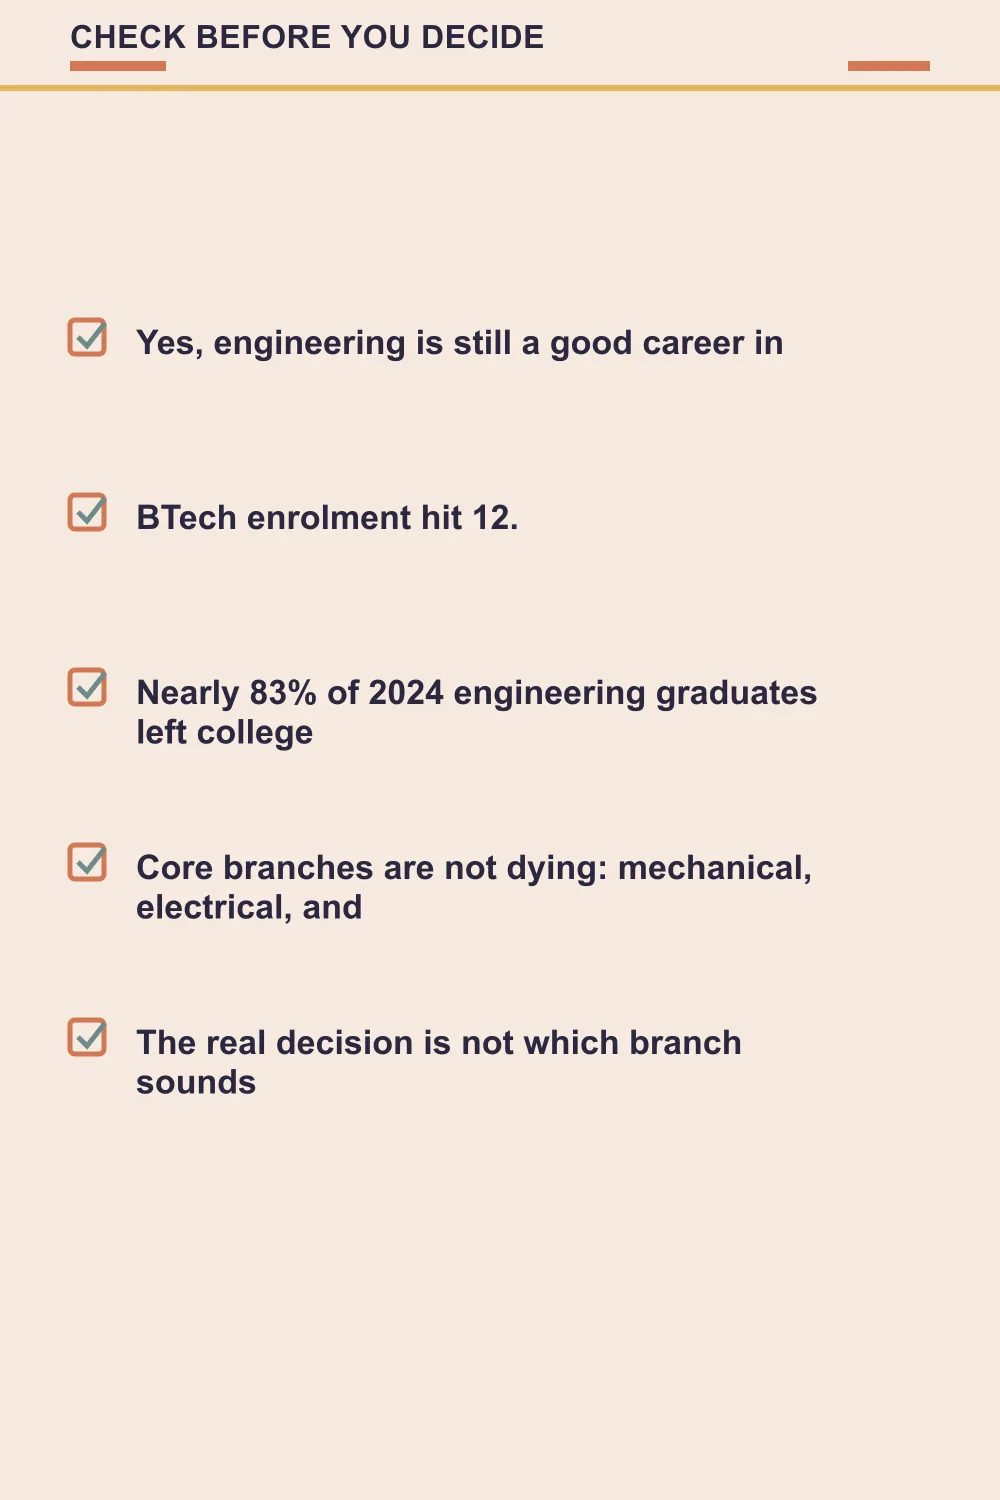 CHECK BEFORE YOU DECIDE
Yes, engineering is still a good career in
BTech enrolment hit 12.
Nearly 83% of 2024 engineering graduates
left college
Core branches are not dying: mechanical,
electrical, and
The real decision is not which branch
sounds